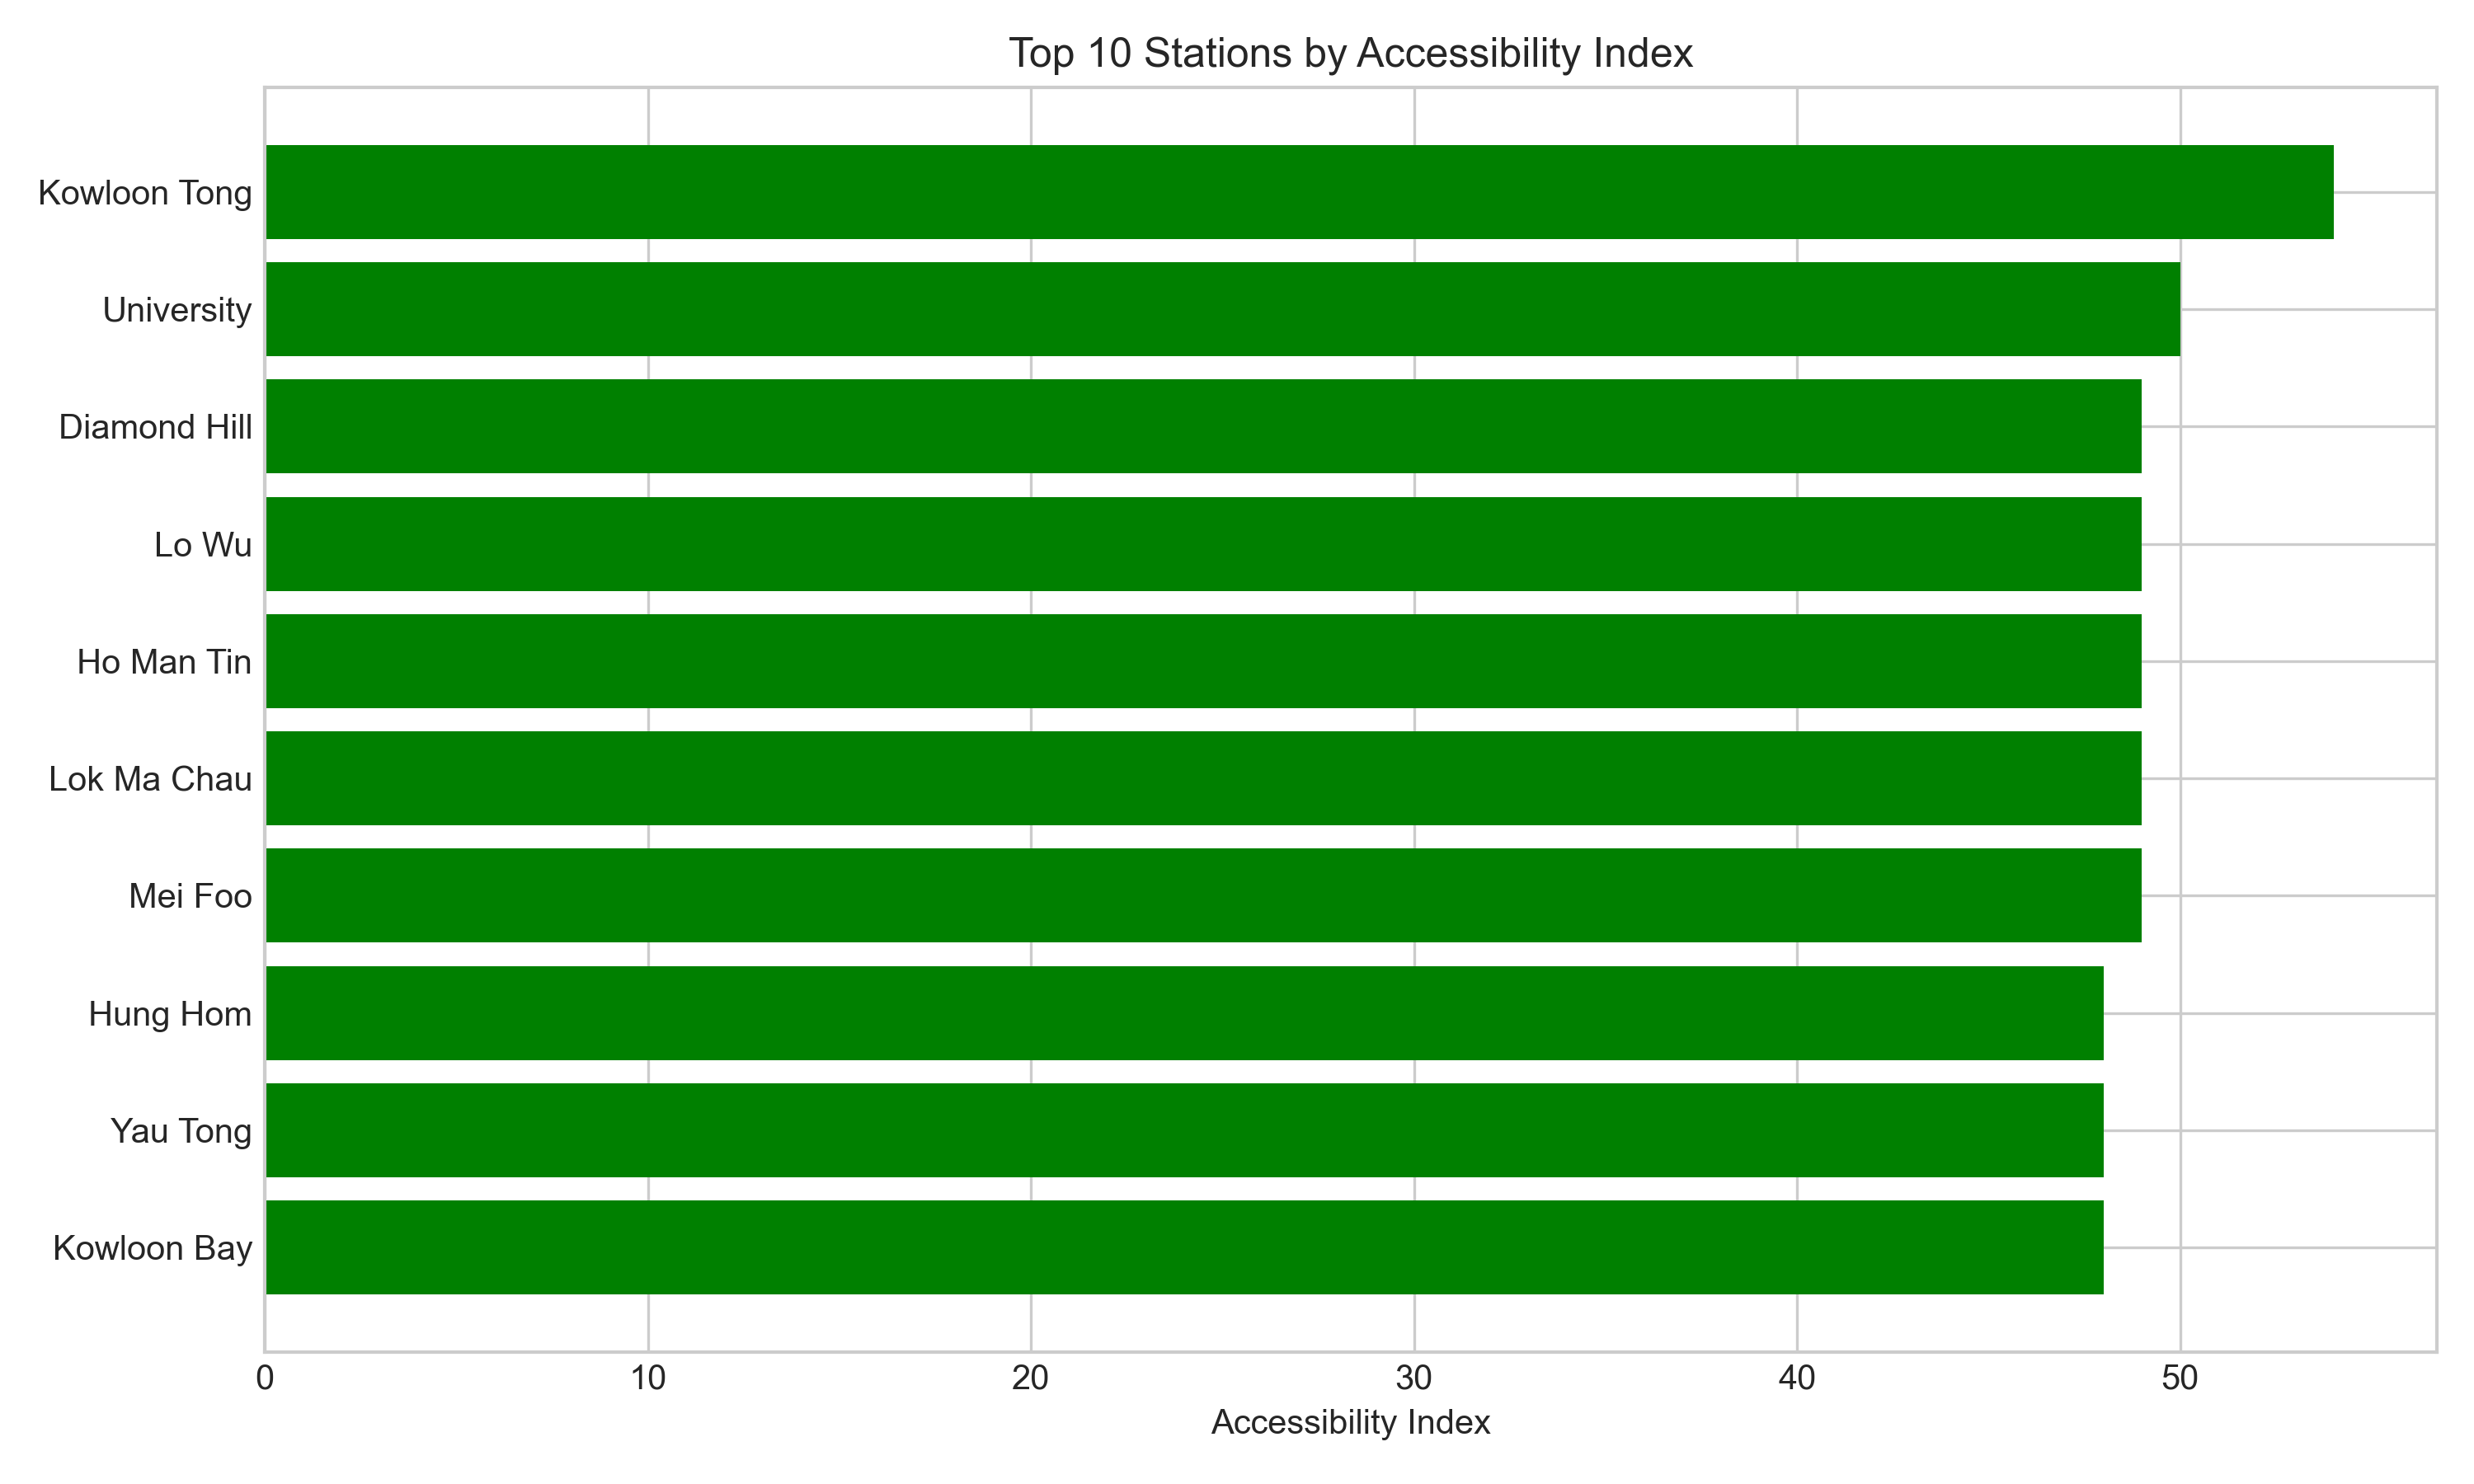 Top 10 Stations by Accessibility Index
Kowloon Tong
University
Diamond Hill
Lo Wu
Ho Man Tin
Lok Ma Chau
Mei Foo
Hung Hom
Yau Tong
Kowloon Bay
0 10 20 30 40 50
Accessibility Index